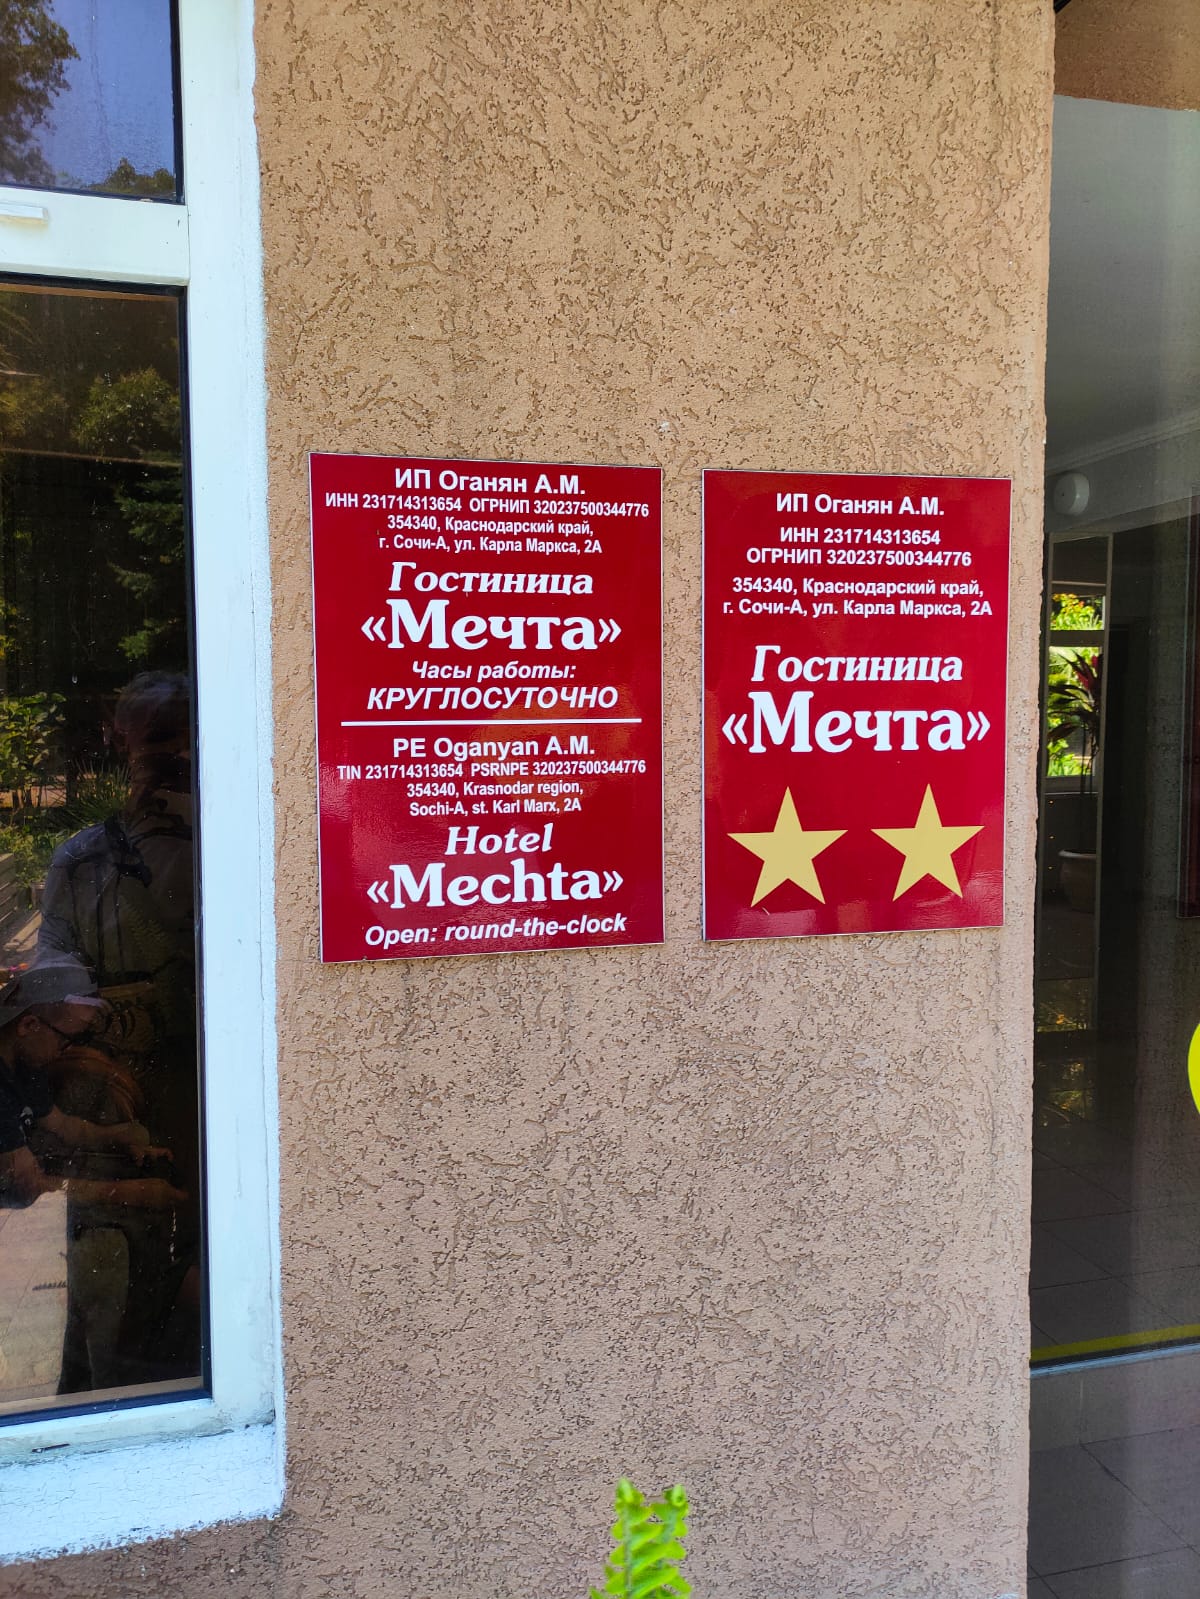 ИП Оганян А.М.
ИНН 231714313654 ОГРНИП 320237500344776
354340, Краснодарский край,
г. Сочи-А, ул. Карла Маркса, 2А
Гостиница
«Мечта»
Часы работы:
КРУГЛОСУТОЧНО
PE Oganyan A.M.
TIN 231714313654 PSRNPE 320237500344776
354340, Krasnodar region,
Sochi-A, st. Karl Marx, 2A
Hotel
«Mechta»
Open: round-the-clock
ИП Оганян А.М.
ИНН 231714313654
ОГРНИП 320237500344776
354340, Краснодарский край,
г. Сочи-А, ул. Карла Маркса, 2А
Гостиница
«Мечта»